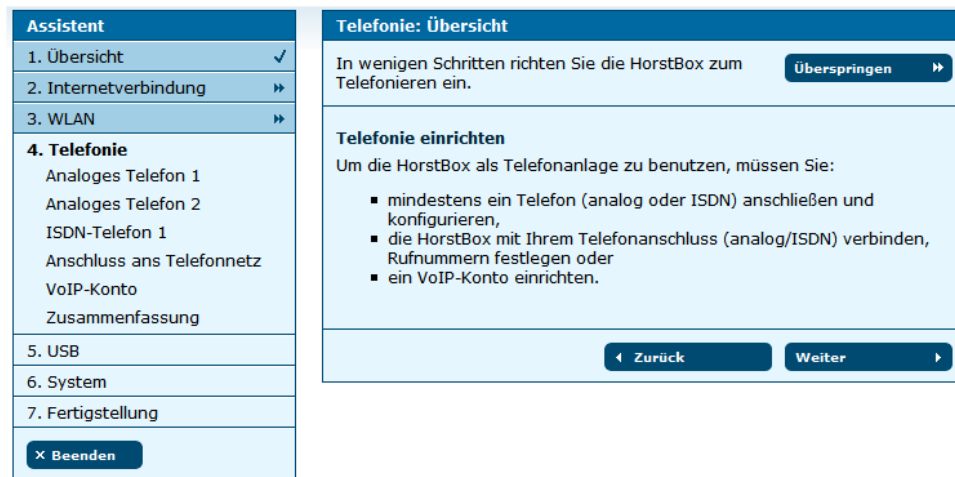 Assistent
1. Übersicht
2. Internetverbindung
3. WLAN
4. Telefonie
Analoges Telefon 1
Analoges Telefon 2
ISDN-Telefon 1
Anschluss ans Telefonnetz
VoIP-Konto
Zusammenfassung
5. USB
6. System
7. Fertigstellung
Beenden
Telefonie: Übersicht
In wenigen Schritten richten Sie die HorstBox zum
Telefonieren ein.
Überspringen
Telefonie einrichten
Um die HorstBox als Telefonanlage zu benutzen, müssen Sie:
mindestens ein Telefon (analog oder ISDN) anschließen und
konfigurieren,
die HorstBox mit Ihrem Telefonanschluss (analog/ISDN) verbinden,
Rufnummern festlegen oder
ein VoIP-Konto einrichten.
Zurück
Weiter